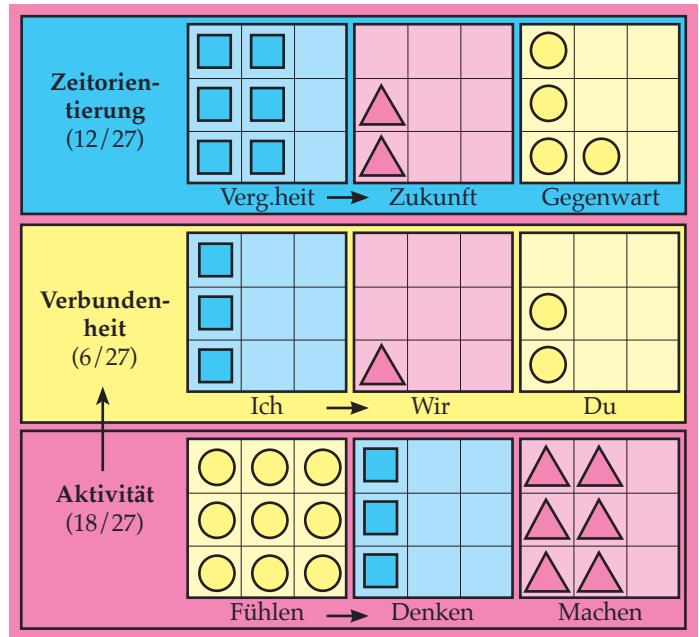 Zeitorien-
tierung
(12/27)
Verg.heit Zukunft Gegenwart
Verbunden-
heit
(6/27)
Ich Wir Du
Aktivität
(18/27)
Fühlen Denken Machen